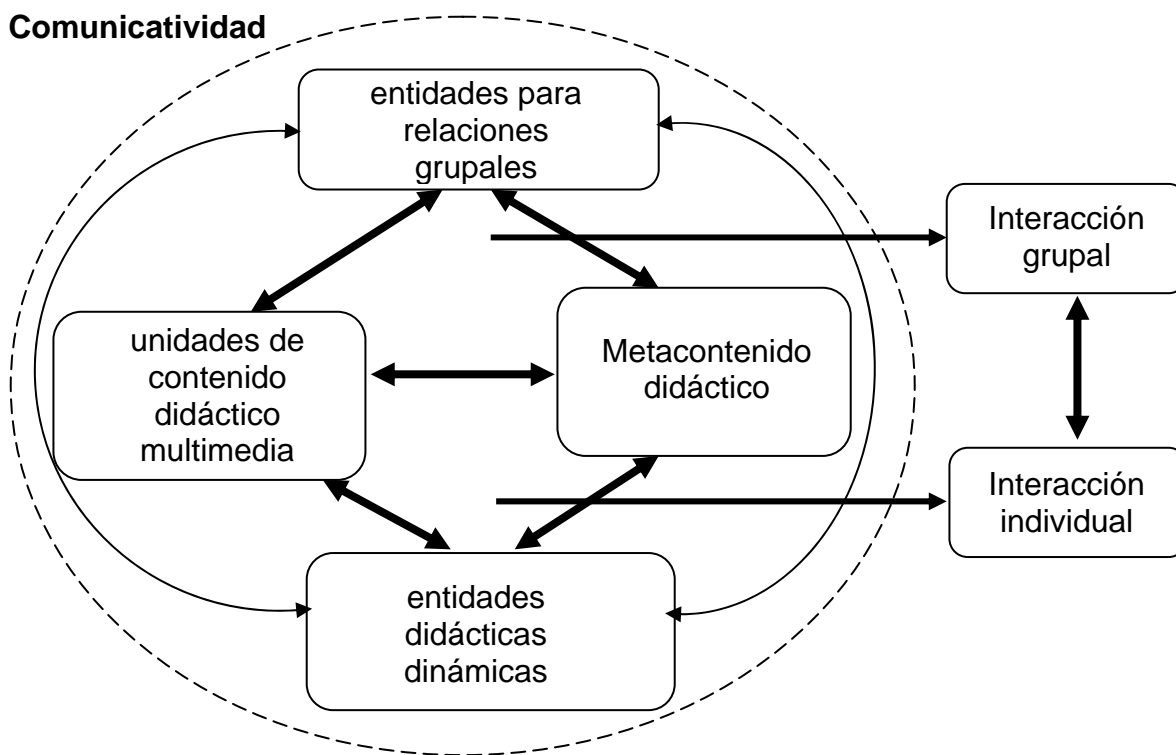 Comunicatividad
entidades para
relaciones
grupales
Interacción
grupal
unidades de
contenido
didáctico
multimedia
Metacontenido
didáctico
Interacción
individual
entidades
didácticas
dinámicas